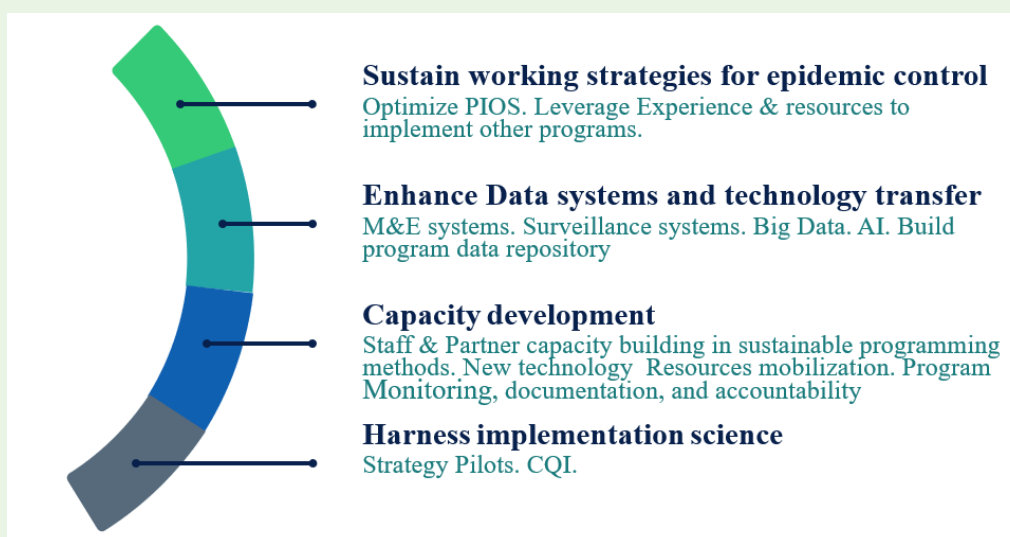 Sustain working strategies for epidemic control
Optimize PIOS. Leverage Experience & resources to
implement other programs.
Enhance Data systems and technology transfer
M&E systems. Surveillance systems. Big Data. AI. Build
program data repository
Capacity development
Staff & Partner capacity building in sustainable programming
methods. New technology  Resources mobilization. Program
Monitoring, documentation, and accountability
Harness implementation science
Strategy Pilots. CQI.